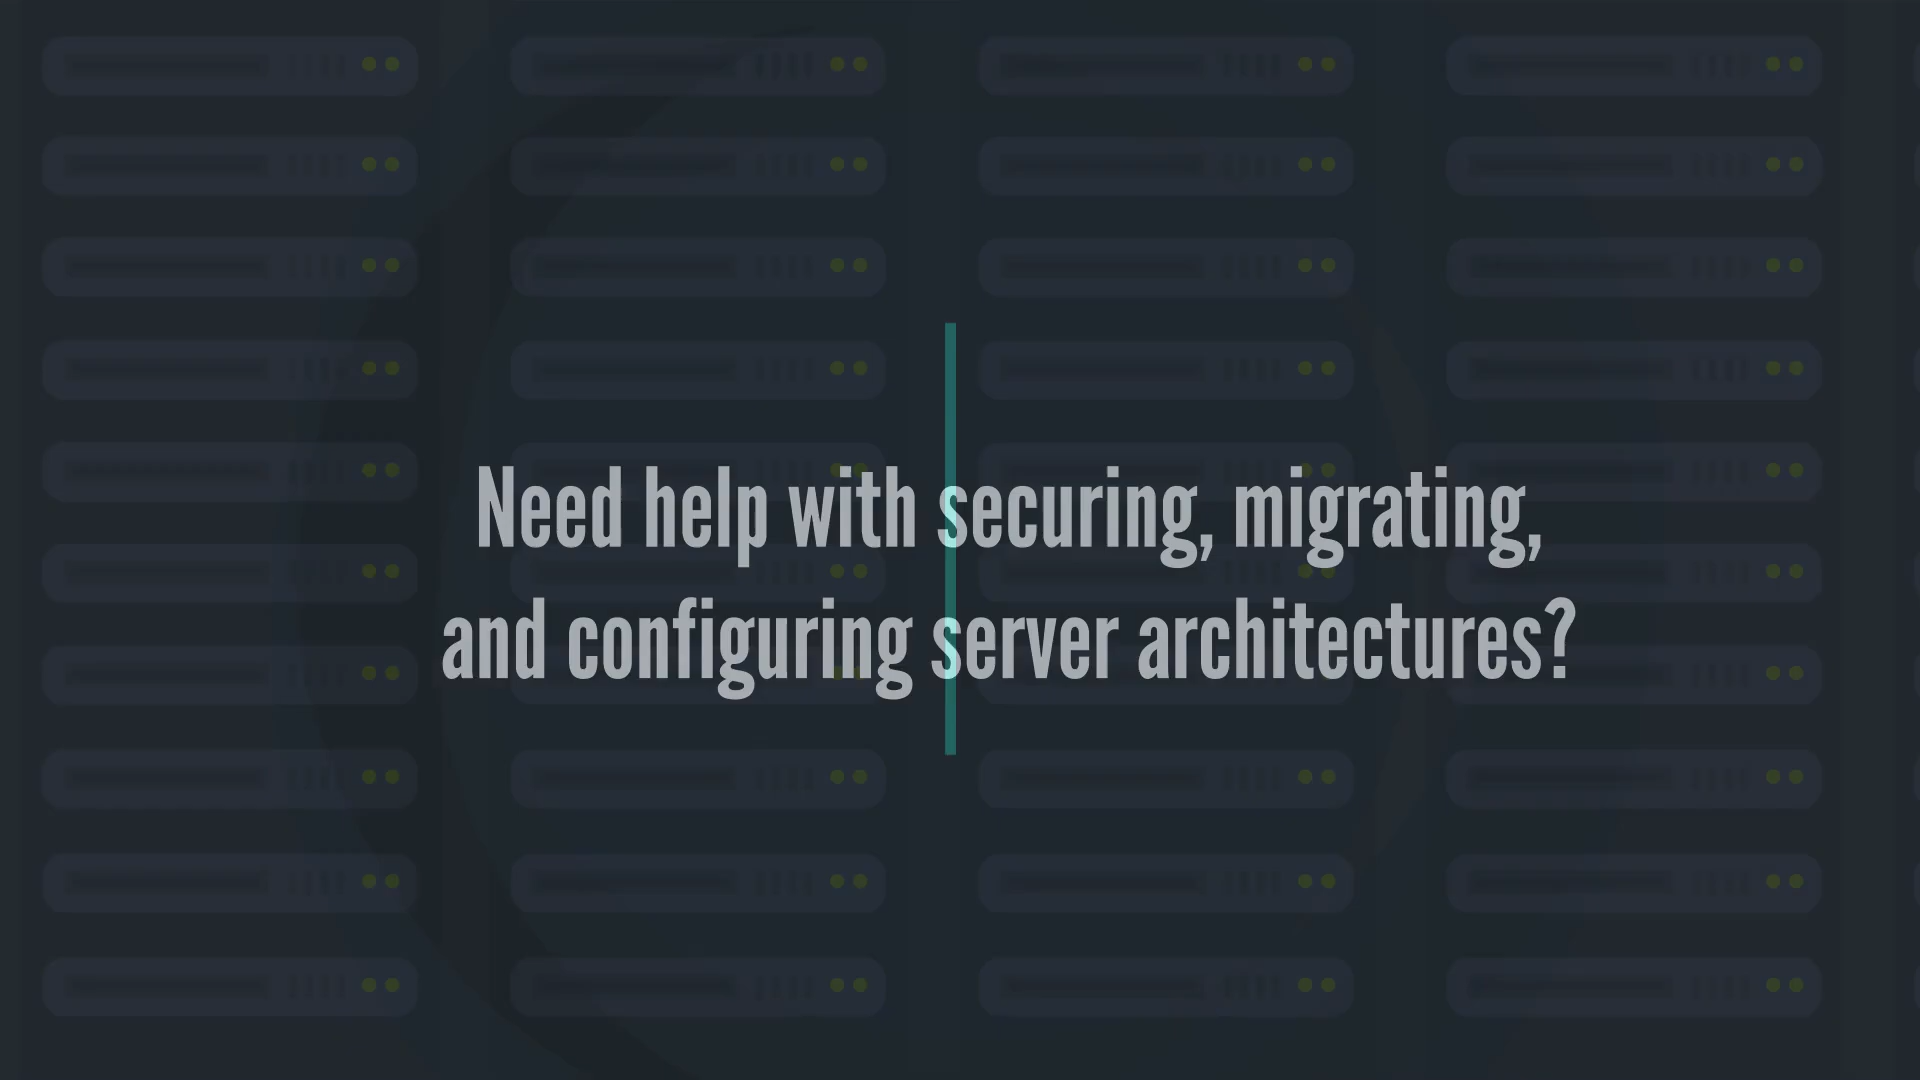 Need help with securing, migrating,
and configuring server architectures?